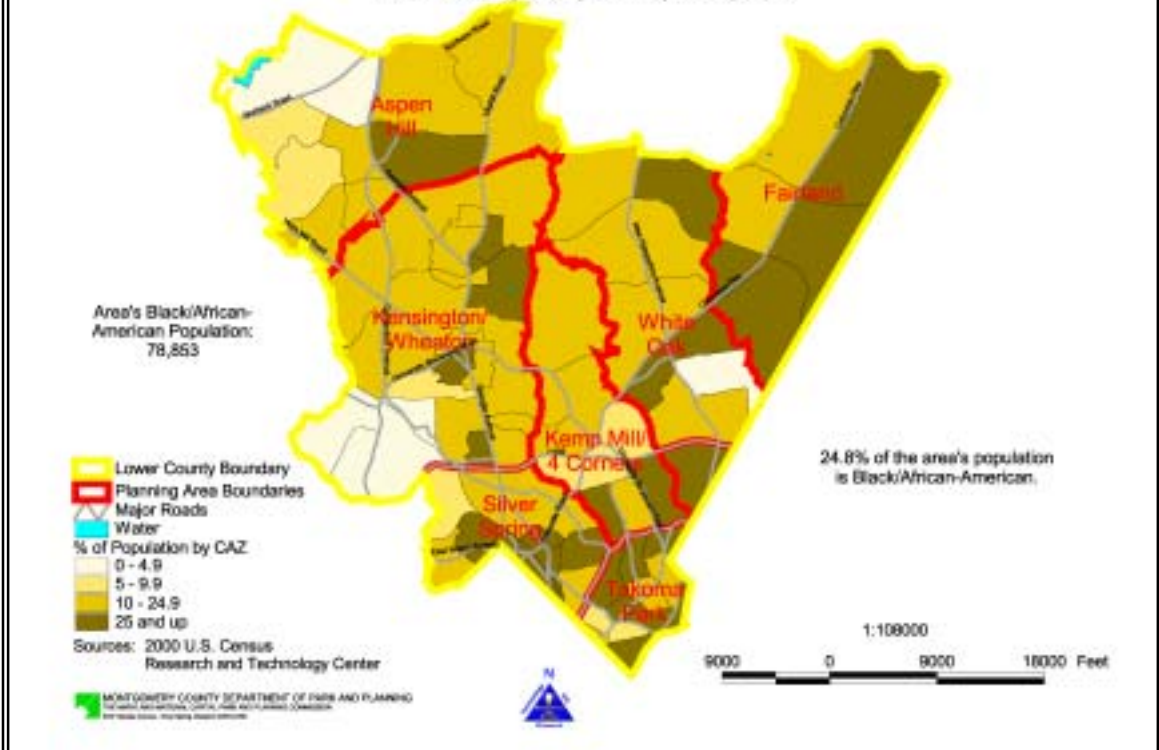 Aspen
Hill
Fairland
Area's Black/African-
American Population:
78,853
Kensington/
Wheaton
White
Oak
Kemp Mill/
4 Corners
24.8% of the area's population
is Black/African-American.
Silver
Spring
Takoma
Park
Lower County Boundary
Planning Area Boundaries
Major Roads
Water
% of Population by CAZ
0 - 4.9
5 - 9.9
10 - 24.9
25 and up
Sources: 2000 U.S. Census
Research and Technology Center
1:108000
9000 0 9000 18000 Feet
N
MONTGOMERY COUNTY DEPARTMENT OF PARK AND PLANNING